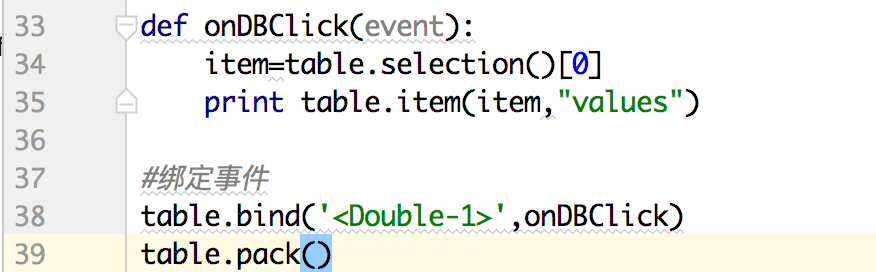 33 def onDBClick(event):
34 item=table.selection()[0]
35 print table.item(item,"values")
36
37 #绑定事件
38 table.bind('<Double-1>',onDBClick)
39 table.pack()